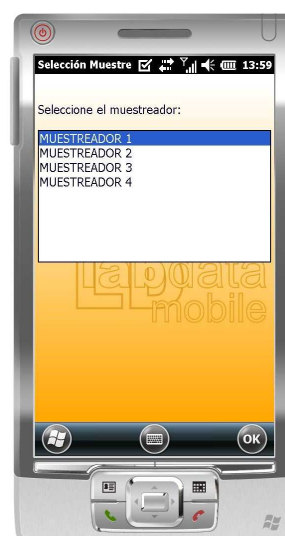 Selección Muestre 13:59
Seleccione el muestreador:
MUESTREADOR 1
MUESTREADOR 2
MUESTREADOR 3
MUESTREADOR 4
labdata
mobile
OK